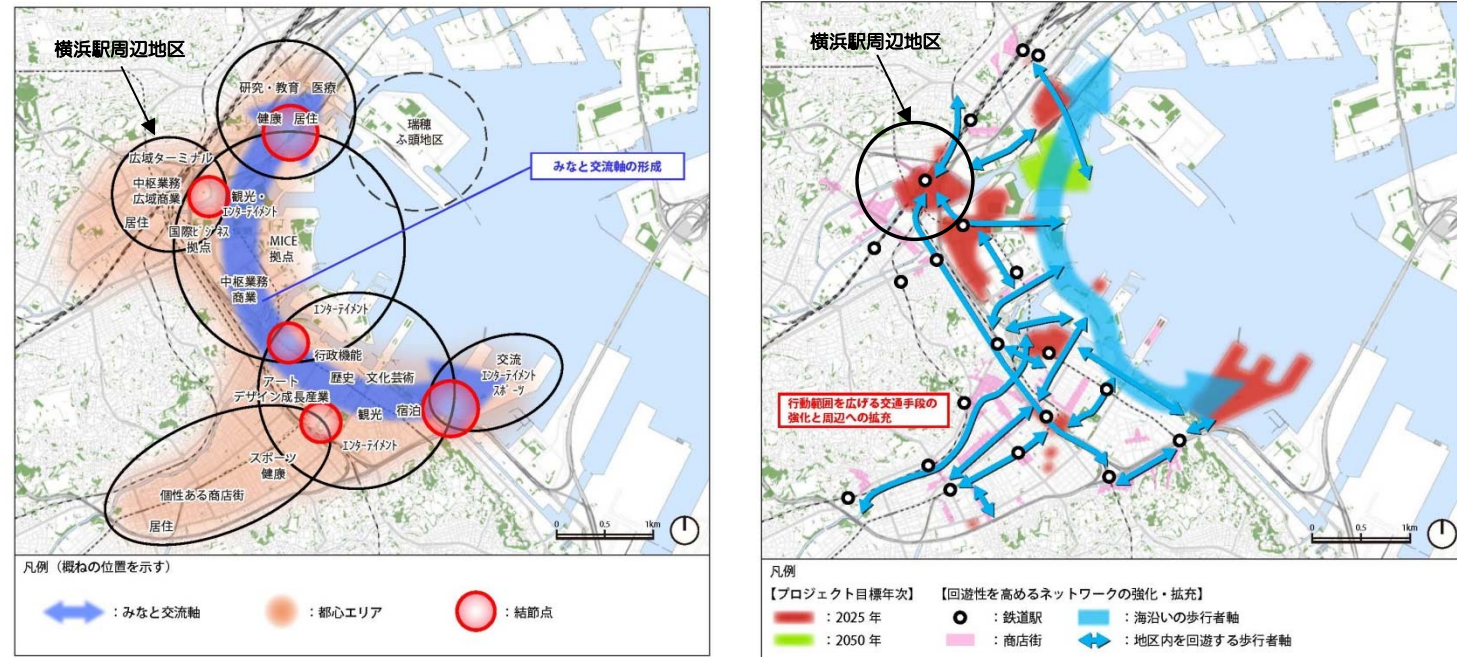 横浜駅周辺地区
研究・教育 医療
健康 居住
瑞穂
ふ頭地区
広域ターミナル
中枢業務
広域商業
居住
観光・
エンターテイメント
国際ビジネス
拠点
MICE
拠点
みなと交流軸の形成
中枢業務
商業
エンターテイメント
行政機能
歴史 文化芸術
アート
デザイン成長産業
観光 宿泊
交流
エンターテイメント
スポーツ
エンターテイメント
スポーツ
健康
個性ある商店街
居住
0 0.5 1km
凡例(概ねの位置を示す)
:みなと交流軸
:都心エリア
:結節点
横浜駅周辺地区
行動範囲を広げる交通手段の
強化と周辺への拡充
0 0.5 1km
凡例
【プロジェクト目標年次】 【回遊性を高めるネットワークの強化・拡充】
:2025 年 :鉄道駅 :海沿いの歩行者軸
:2050 年 :商店街 :地区内を回遊する歩行者軸